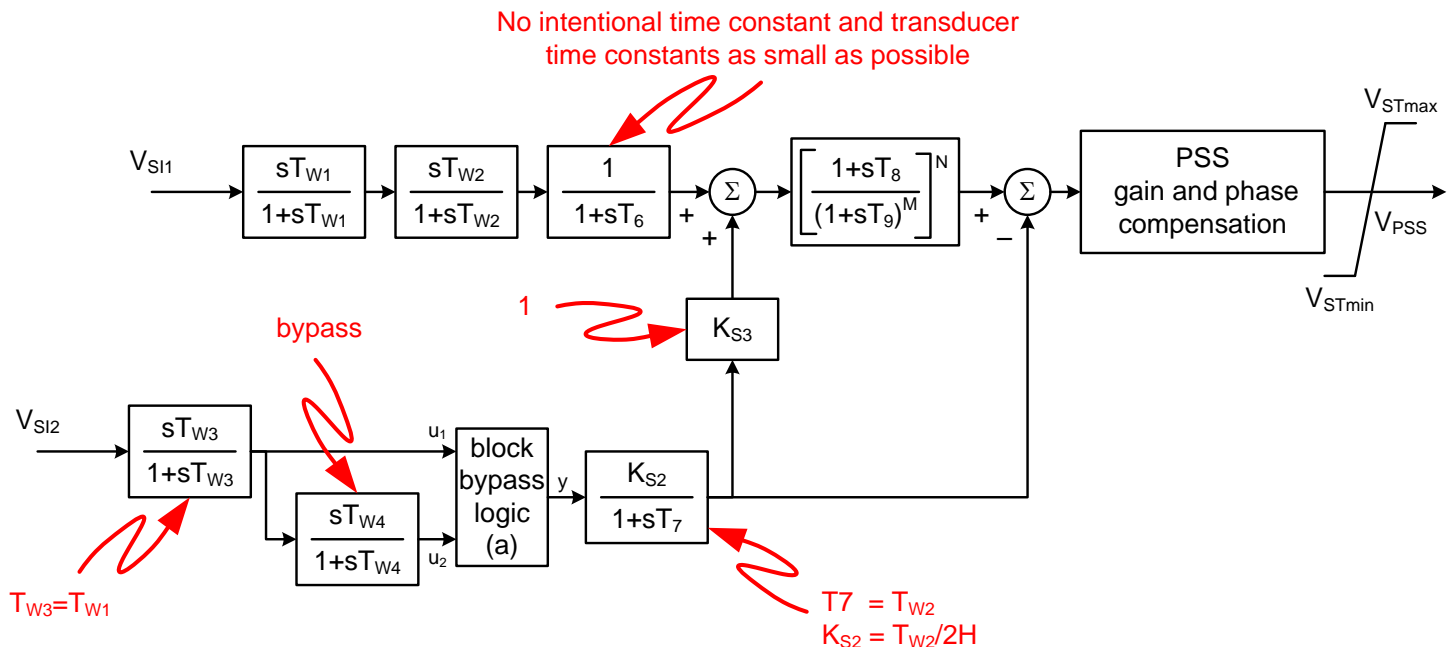 No intentional time constant and transducer
time constants as small as possible
V_STmax
V_SI1
sT_W1
1+sT_W1
sT_W2
1+sT_W2
1
1+sT_6
Σ
+
+
[1+sT_8
(1+sT_9)^M]^N
+
−
Σ
PSS
gain and phase
compensation
V_PSS
V_STmin
1
K_S3
bypass
V_SI2
sT_W3
1+sT_W3
u_1
sT_W4
1+sT_W4
u_2
block
bypass
logic
(a)
y
K_S2
1+sT_7
T_W3=T_W1
T7 = T_W2
K_S2 = T_W2/2H